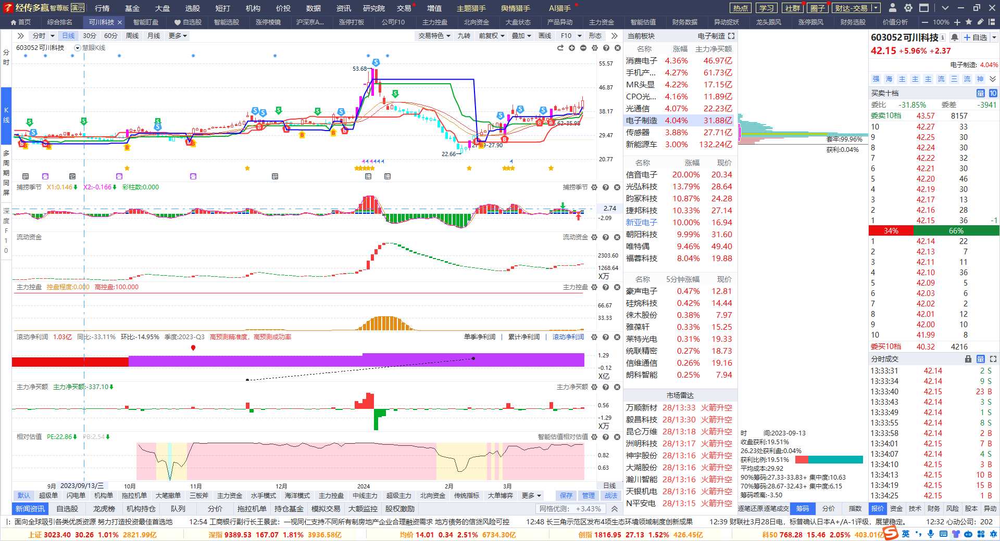 经传多赢 智尊版 演示 行情 基金 大盘 选股 短打 机构 价投 数据 资讯 研究院 交易 增值 主题猎手 舆情猎手 AI猎手 热点 学习 社群 圈子 财达-交易
首页 综合排名 可川科技 智能盯盘 自选股 智能选股 涨停棱镜 沪深京A... 涨停打板 公司F10 主力控盘 北向资金 大盘状态 产品异动 主力资金 智能估值 财务数据 异动捉妖 龙头跟风 涨停跟风 财务选股 价值分析 100%
分时 日线 30分 60分 周线 月线 更多 交易特色 九转 前复权 叠加 画线 F10 形态
603052 可川科技 慧眼K线
分时
K线
多周期同屏
深度F10
55.57
46.87
38.17
29.47
20.77
53.68
22.66
27.90
35.88
捕捞季节 X1:0.146 X2:-0.166 彩柱数:0.000 捕捞季节
2.74
-2.09
流动资金 流动资金
2303.60
1268.64
X万
主力控盘 控盘程度:0.000 高控盘:100.000 主力控盘
66.67
33.33
滚动净利润 1.03亿 同比:-33.11% 环比:-14.95% 季度:2023-Q3 高预测精准度，高预测成功率 单季净利润 | 累计净利润 | 滚动净利润
1.29
-0.12
X亿
主力净买额 主力净买额:-337.10 主力净买额
0.56
-1.29
X万
相对估值 PE:22.86 PB:2.54 智能估值相对估值
0.82
0.63
9月 2023/09/13/三 10月 11月 12月 2024 2月 3月 日线
默认 超级单 闪电单 机构单 拖拉机单 大笔撤单 三板斧 主力资金 水手模式 海洋模式 主力控盘 中线主力 超级主力 北向资金 传统指标 大单博弈 更多 保存 管理 战法
新闻资讯 自选股 龙虎榜 机构持仓 队列 分价 拖拉机单 持仓基金 模拟交易 大额监控 股权激励 网格优测: +3.43%
当前板块 电子制造
名称 涨幅 主力净买额
消费电子 4.36% 46.97亿
手机产... 4.27% 61.73亿
MR头显 4.22% 17.15亿
CPO光... 4.16% 11.89亿
光通信 4.07% 22.23亿
电子制造 4.04% 31.88亿
传感器 3.88% 27.71亿
新能源车 3.00% 132.24亿
名称 涨幅 现价
信音电子 20.00% 20.34
光弘科技 13.79% 28.64
昀冢科技 10.87% 24.28
捷邦科技 10.33% 27.14
新亚电子 10.00% 16.94
朝阳科技 9.99% 31.60
唯特偶 9.46% 49.40
福蓉科技 8.04% 19.88
名称 5分钟涨幅 现价
豪声电子 0.47% 12.81
硅烷科技 0.42% 14.44
徕木股份 0.38% 7.97
雅葆轩 0.33% 15.25
莱特光电 0.31% 19.33
统联精密 0.27% 18.73
信维通信 0.26% 19.16
朗科智能 0.25% 7.94
市场雷达
万顺新材 28/13:33 火箭升空
毅昌科技 28/13:30 火箭升空
昆仑万维 28/13:18 火箭升空
洲明科技 28/13:17 火箭升空
神宇股份 28/13:16 火箭升空
大湖股份 28/13:16 火箭升空
瀚川智能 28/13:16 火箭升空
天银机电 28/13:16 火箭升空
N平安电 28/13:15 火箭升空
套牢:99.96%
获利:0.04%
时 间:2023-09-13
收盘获利:19.51%
26.23处获利盘:0.04%
获利比例:19.51%
平均成本:29.92
90%筹码:27.33-33.83+ 集中度:10.63
70%筹码:28.67-32.43+ 集中度:6.15
筹码乖离:-3.50
逐笔还原 逐笔成交 筹码 分价 指数
603052 可川科技 自选
42.15 +5.96% +2.37
电子制造: 4.04%
强 海 主 主 主 流 三 流 神
买卖十档 量 10
委比 -31.85% 委差 -3941
委卖10档 43.57 8157
10 42.27 33
9 42.25 30
8 42.24 30
7 42.22 32
6 42.21 30
5 42.20 46
4 42.19 30
3 42.17 13
2 42.16 28
1 42.15 36 -1
34% 66%
1 42.14 22
2 42.13 7
3 42.11 11
4 42.10 36
5 42.09 5
6 42.03 6
7 42.02 2
8 42.01 12
9 42.00 10
10 41.99 8
委买10档 40.32 4216
分时成交 量
13:33:31 42.14 2 S
13:33:34 42.14 9 S
13:33:40 42.15 23 B
13:33:43 42.14 3 S
13:33:49 42.14 1 S
13:33:55 42.14 8 S
13:33:58 42.14 2 B
13:34:01 42.15 7 B
13:34:07 42.14 4 S
13:34:10 42.15 3 B
13:34:13 42.15 10 B
13:34:19 42.15 15 B
13:34:25 42.15 1 B
报价 资金 技术 财务 风险 股本 异动
面向全球吸引各类优质资源 努力打造投资最佳首选地 12:54 工商银行副行长王景武：一视同仁支持不同所有制房地产企业合理融资需求 地方债务的信贷风险可控 12:48 长三角示范区发布4项生态环境领域制度创新成果 12:39 财联社3月28日电，标普确认日本A+/A-1评级，展望稳定。 12:32 心动公司：202
上证 3023.40 30.26 1.01% 2821.99亿 深指 9389.53 167.07 1.81% 3936.58亿 均价 14.01 0.34 2.51% 6734.30亿 创指 1816.95 27.13 1.52% 426.45亿 科50 768.28 15.46 2.05% 403.01亿 英